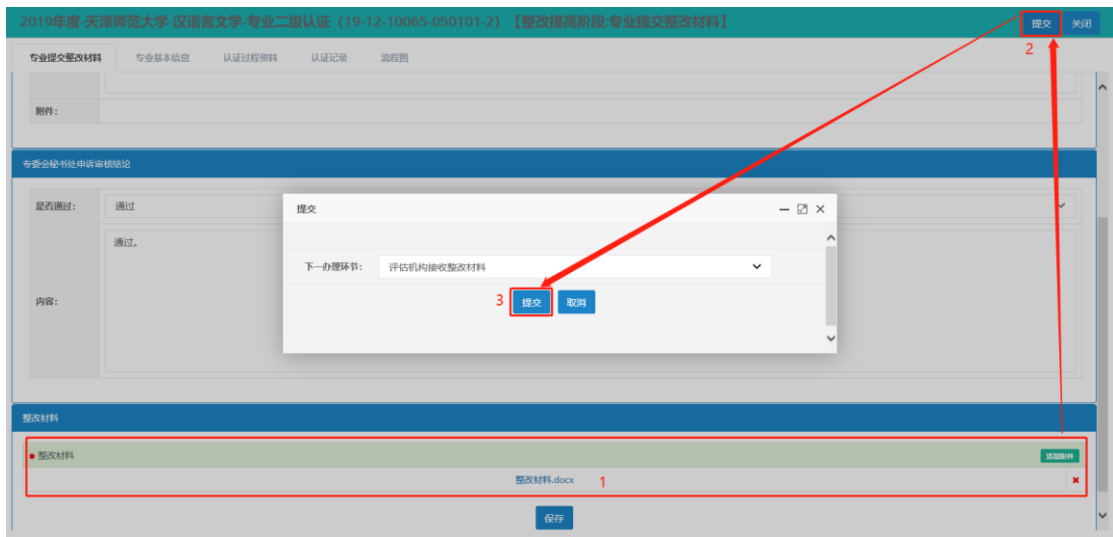 2019年度-天津师范大学-汉语言文学-专业二级认证（19-12-10065-050101-2）【整改提高阶段:专业提交整改材料】
提交 关闭
2
专业提交整改材料 专业基本信息 认证过程资料 认证记录 流程图
附件:
专委会秘书处申诉审核结论
是否通过: 通过
提交
通过。
下一办理环节: 评估机构接收整改材料
内容:
3 提交 取消
整改材料
* 整改材料 添加附件
整改材料.docx 1
保存